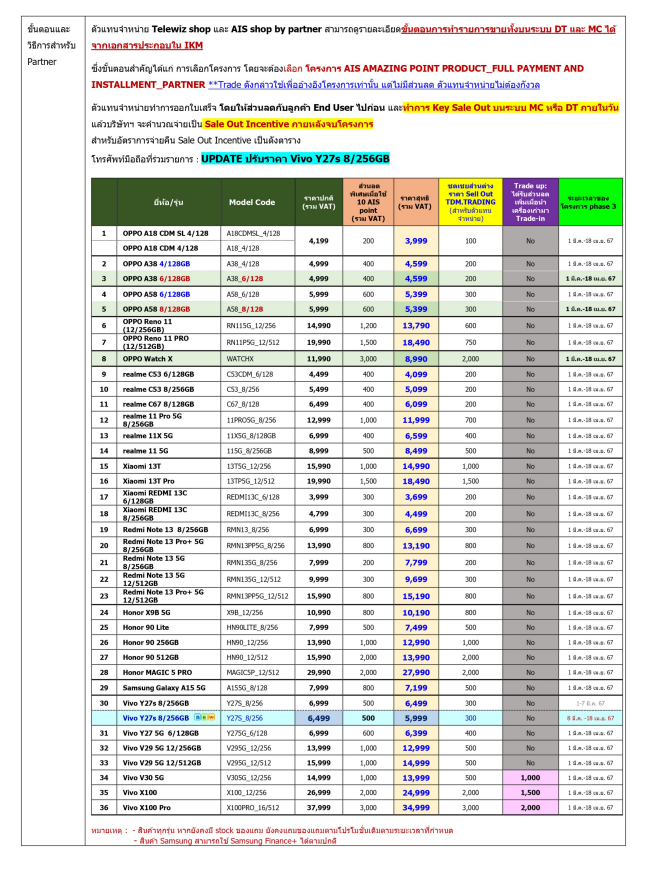 ขั้นตอนและ
วิธีการสำหรับ
Partner
ตัวแทนจำหน่าย Telewiz shop และ AIS shop by partner สามารถดูรายละเอียดขั้นตอนการทำรายการขายทั้งบนระบบ DT และ MC ได้
จากเอกสารประกอบใน IKM
ซึ่งขั้นตอนสำคัญได้แก่ การเลือกโครงการ โดยจะต้องเลือก โครงการ AIS AMAZING POINT PRODUCT_FULL PAYMENT AND
INSTALLMENT_PARTNER **Trade ดังกล่าวใช้เพื่ออ้างอิงโครงการเท่านั้น แต่ไม่มีส่วนลด ตัวแทนจำหน่ายไม่ต้องกังวล
ตัวแทนจำหน่ายทำการออกใบเสร็จ โดยให้ส่วนลดกับลูกค้า End User ไปก่อน และทำการ Key Sale Out บนระบบ MC หรือ DT ภายในวัน
แล้วบริษัทฯ จะคำนวณจ่ายเป็น Sale Out Incentive ภายหลังจบโครงการ
สำหรับอัตราการจ่ายคืน Sale Out Incentive เป็นดังตาราง
โทรศัพท์มือถือที่ร่วมรายการ : UPDATE ปรับราคา Vivo Y27s 8/256GB
ยี่ห้อ/รุ่น Model Code ราคาปกติ (รวม VAT) ส่วนลดพิเศษเมื่อใช้ 10 AIS point (รวม VAT) ราคาสุทธิ (รวม VAT) ชดเชยส่วนต่างราคา Sell Out TDM.TRADING (สำหรับตัวแทนจำหน่าย) Trade up: ได้รับส่วนลดเพิ่มเมื่อนำเครื่องเก่ามา Trade-in ระยะเวลาของโครงการ phase 3
1 OPPO A18 CDM SL 4/128 A18CDMSL_4/128 4,199 200 3,999 100 No 1 มี.ค.-18 เม.ย. 67
OPPO A18 CDM 4/128 A18_4/128
2 OPPO A38 4/128GB A38_4/128 4,999 400 4,599 200 No 1 มี.ค.-18 เม.ย. 67
3 OPPO A38 6/128GB A38_6/128 4,999 400 4,599 200 No 1 มี.ค.-18 เม.ย. 67
4 OPPO A58 6/128GB A58_6/128 5,999 600 5,399 300 No 1 มี.ค.-18 เม.ย. 67
5 OPPO A58 8/128GB A58_8/128 5,999 600 5,399 300 No 1 มี.ค.-18 เม.ย. 67
6 OPPO Reno 11 (12/256GB) RN115G_12/256 14,990 1,200 13,790 600 No 1 มี.ค.-18 เม.ย. 67
7 OPPO Reno 11 PRO (12/512GB) RN11P5G_12/512 19,990 1,500 18,490 750 No 1 มี.ค.-18 เม.ย. 67
8 OPPO Watch X WATCHX 11,990 3,000 8,990 2,000 No 1 มี.ค.-18 เม.ย. 67
9 realme C53 6/128GB C53CDM_6/128 4,499 400 4,099 200 No 1 มี.ค.-18 เม.ย. 67
10 realme C53 8/256GB C53_8/256 5,499 400 5,099 200 No 1 มี.ค.-18 เม.ย. 67
11 realme C67 8/128GB C67_8/128 6,499 400 6,099 200 No 1 มี.ค.-18 เม.ย. 67
12 realme 11 Pro 5G 8/256GB 11PRO5G_8/256 12,999 1,000 11,999 700 No 1 มี.ค.-18 เม.ย. 67
13 realme 11X 5G 11X5G_8/128GB 6,999 400 6,599 400 No 1 มี.ค.-18 เม.ย. 67
14 realme 11 5G 115G_8/256GB 8,999 500 8,499 500 No 1 มี.ค.-18 เม.ย. 67
15 Xiaomi 13T 13T5G_12/256 15,990 1,000 14,990 1,000 No 1 มี.ค.-18 เม.ย. 67
16 Xiaomi 13T Pro 13TP5G_12/512 19,990 1,500 18,490 1,500 No 1 มี.ค.-18 เม.ย. 67
17 Xiaomi REDMI 13C 6/128GB REDMI13C_6/128 3,999 300 3,699 200 No 1 มี.ค.-18 เม.ย. 67
18 Xiaomi REDMI 13C 8/256GB REDMI13C_8/256 4,799 300 4,499 200 No 1 มี.ค.-18 เม.ย. 67
19 Redmi Note 13 8/256GB RMN13_8/256 6,999 300 6,699 300 No 1 มี.ค.-18 เม.ย. 67
20 Redmi Note 13 Pro+ 5G 8/256GB RMN13PP5G_8/256 13,990 800 13,190 800 No 1 มี.ค.-18 เม.ย. 67
21 Redmi Note 13 5G 8/256GB RMN135G_8/256 7,999 200 7,799 200 No 1 มี.ค.-18 เม.ย. 67
22 Redmi Note 13 5G 12/512GB RMN135G_12/512 9,999 300 9,699 300 No 1 มี.ค.-18 เม.ย. 67
23 Redmi Note 13 Pro+ 5G 12/512GB RMN13PP5G_12/512 15,990 800 15,190 800 No 1 มี.ค.-18 เม.ย. 67
24 Honor X9B 5G X9B_12/256 10,990 800 10,190 800 No 1 มี.ค.-18 เม.ย. 67
25 Honor 90 Lite HN90LITE_8/256 7,999 500 7,499 500 No 1 มี.ค.-18 เม.ย. 67
26 Honor 90 256GB HN90_12/256 13,990 1,000 12,990 1,000 No 1 มี.ค.-18 เม.ย. 67
27 Honor 90 512GB HN90_12/512 15,990 2,000 13,990 2,000 No 1 มี.ค.-18 เม.ย. 67
28 Honor MAGIC 5 PRO MAGIC5P_12/512 29,990 2,000 27,990 2,000 No 1 มี.ค.-18 เม.ย. 67
29 Samsung Galaxy A15 5G A155G_8/128 7,999 800 7,199 500 No 1 มี.ค.-18 เม.ย. 67
30 Vivo Y27s 8/256GB Y27S_8/256 6,999 500 6,499 300 No 1-7 มี.ค. 67
Vivo Y27s 8/256GB NEW Y27S_8/256 6,499 500 5,999 300 No 8 มี.ค. -18 เม.ย. 67
31 Vivo Y27 5G 6/128GB Y275G_6/128 6,999 600 6,399 400 No 1 มี.ค.-18 เม.ย. 67
32 Vivo V29 5G 12/256GB V295G_12/256 13,999 1,000 12,999 500 No 1 มี.ค.-18 เม.ย. 67
33 Vivo V29 5G 12/512GB V295G_12/512 15,999 1,000 14,999 500 No 1 มี.ค.-18 เม.ย. 67
34 Vivo V30 5G V305G_12/256 14,999 1,000 13,999 500 1,000 1 มี.ค.-18 เม.ย. 67
35 Vivo X100 X100_12/256 26,999 2,000 24,999 2,000 1,500 1 มี.ค.-18 เม.ย. 67
36 Vivo X100 Pro X100PRO_16/512 37,999 3,000 34,999 3,000 2,000 1 มี.ค.-18 เม.ย. 67
หมายเหตุ : - สินค้าทุกรุ่น หากยังคงมี stock ของแถม ยังคงแถมของแถมตามโปรโมชั่นเดิมตามระยะเวลาที่กำหนด
- สินค้า Samsung สามารถใช้ Samsung Finance+ ได้ตามปกติ